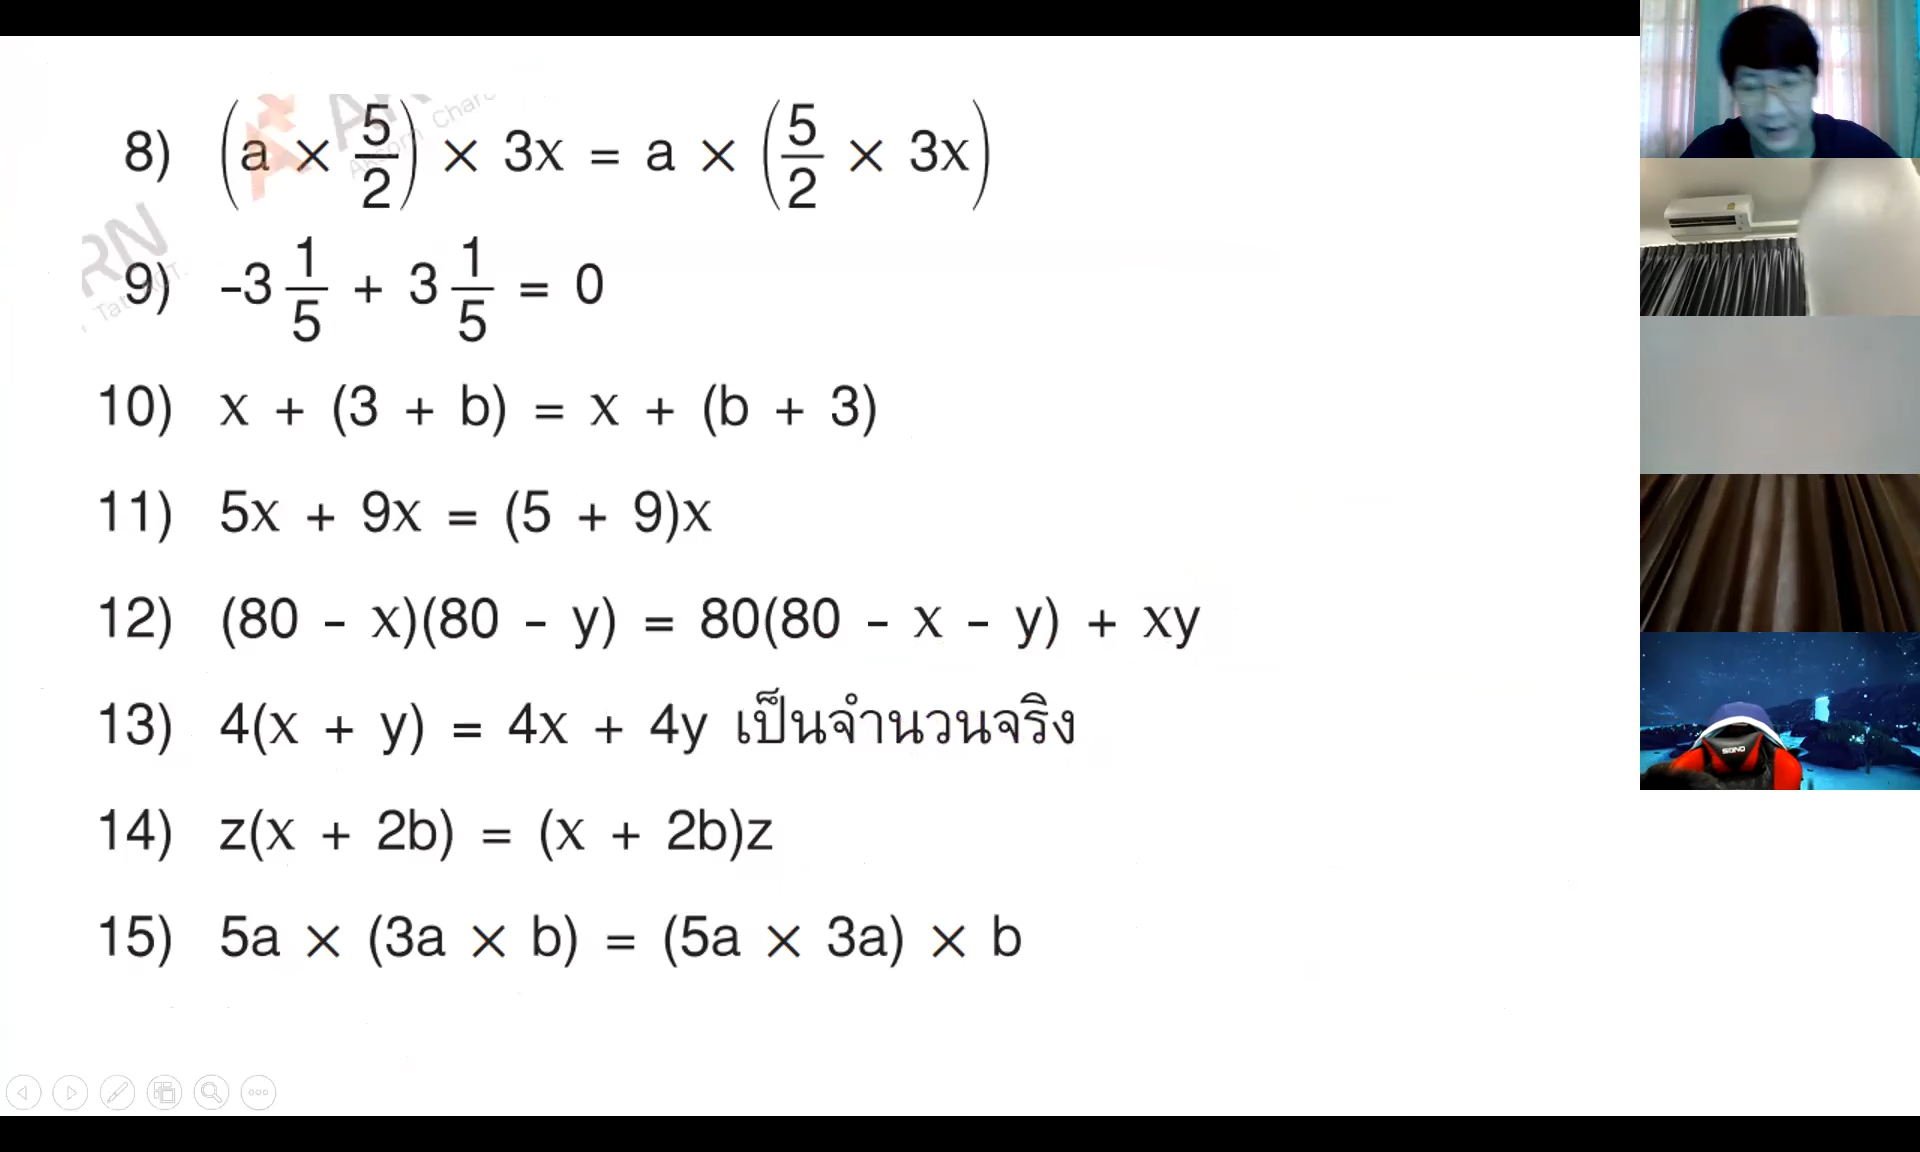 8) (a × 5/2) × 3x = a × (5/2 × 3x)
9) -3 1/5 + 3 1/5 = 0
10) x + (3 + b) = x + (b + 3)
11) 5x + 9x = (5 + 9)x
12) (80 - x)(80 - y) = 80(80 - x - y) + xy
13) 4(x + y) = 4x + 4y เป็นจำนวนจริง
14) z(x + 2b) = (x + 2b)z
15) 5a × (3a × b) = (5a × 3a) × b